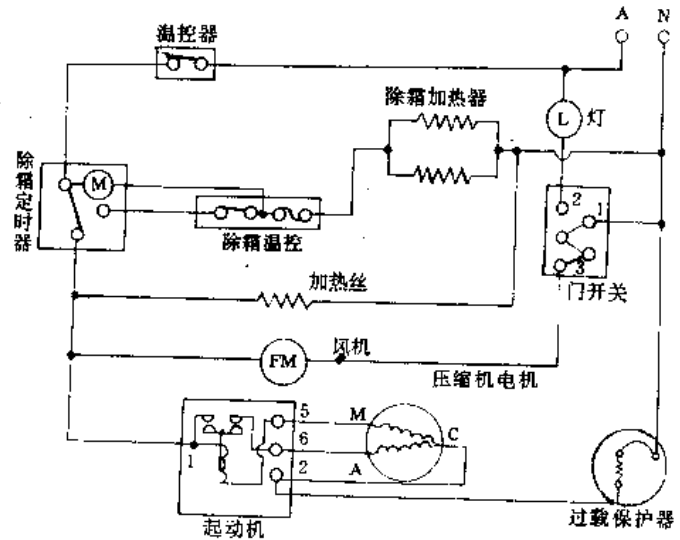 A N
温控器
除霜加热器
L 灯
除霜定时器
M
2 1
除霜温控
3
加热丝
门开关
风机
FM
压缩机电机
5 M
6 C
1 2 A
起动机
过载保护器